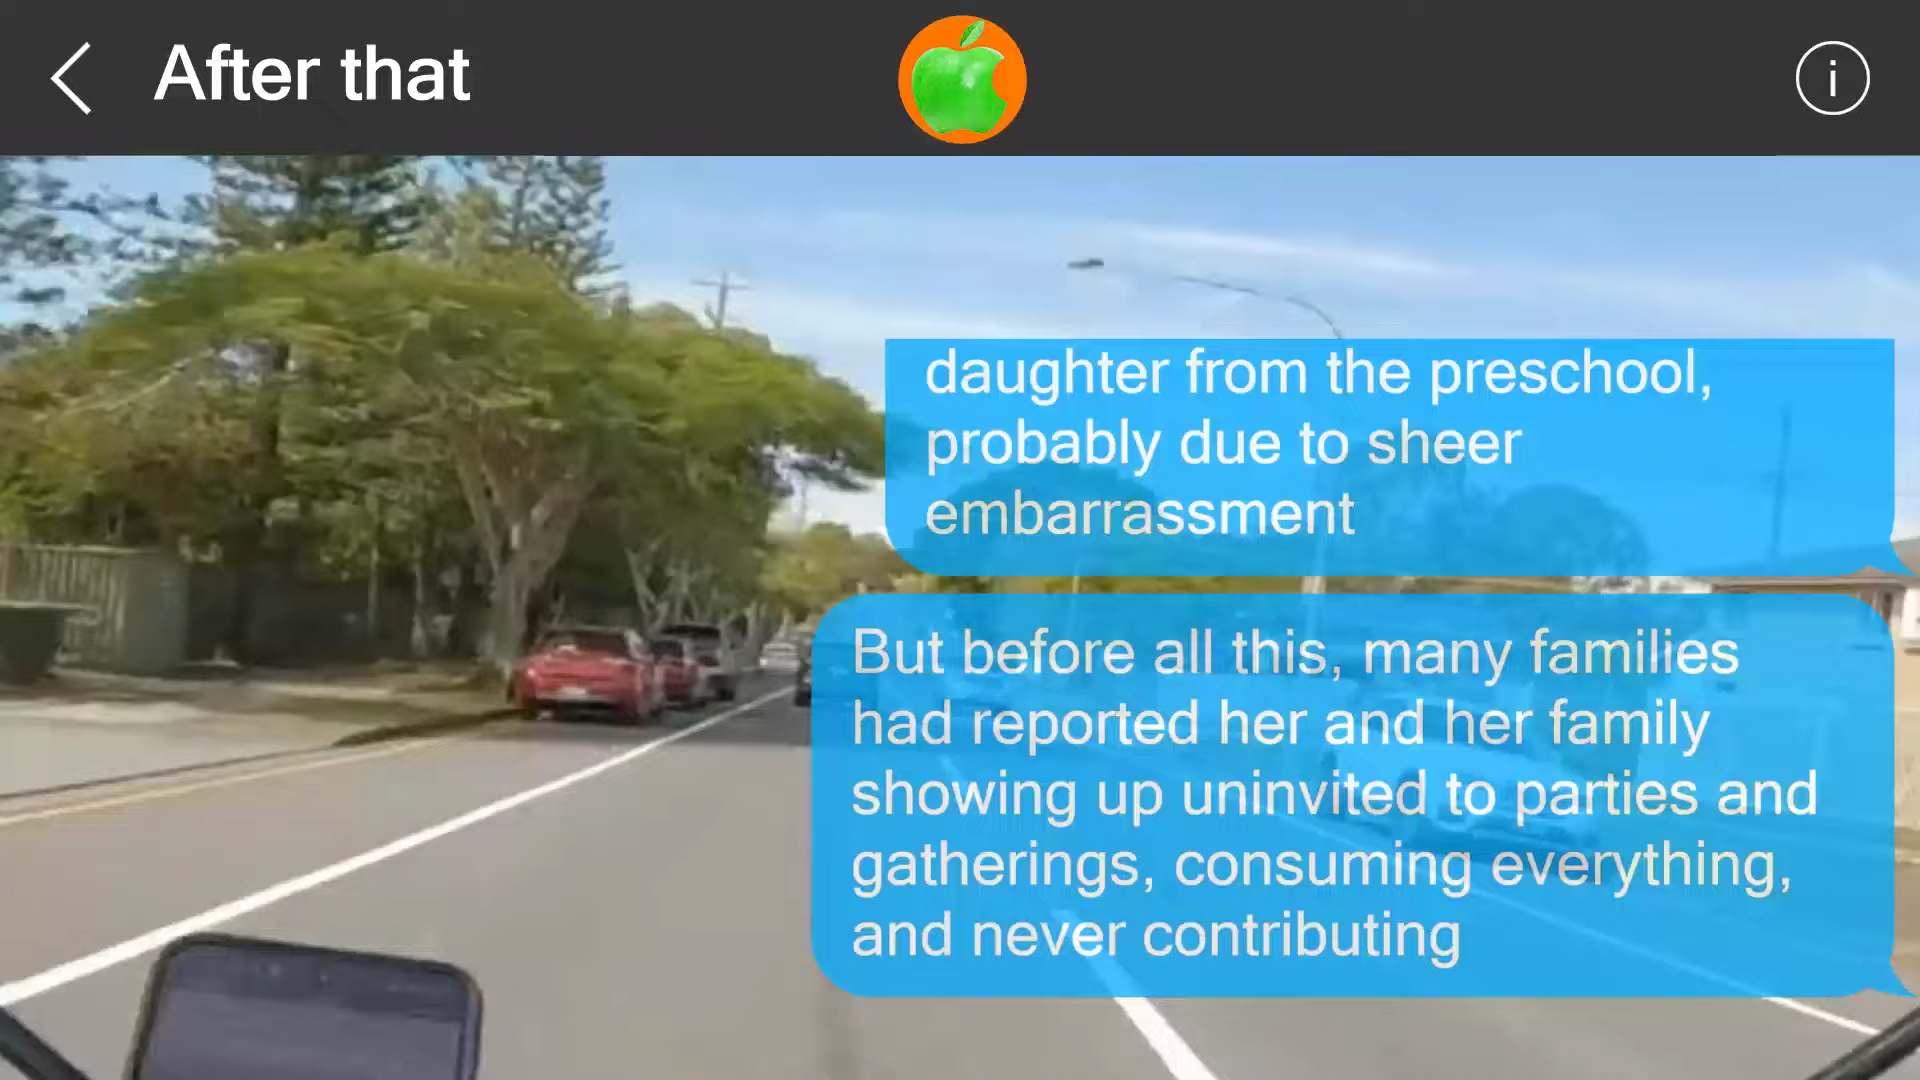 After that
daughter from the preschool,
probably due to sheer
embarrassment
But before all this, many families
had reported her and her family
showing up uninvited to parties and
gatherings, consuming everything,
and never contributing